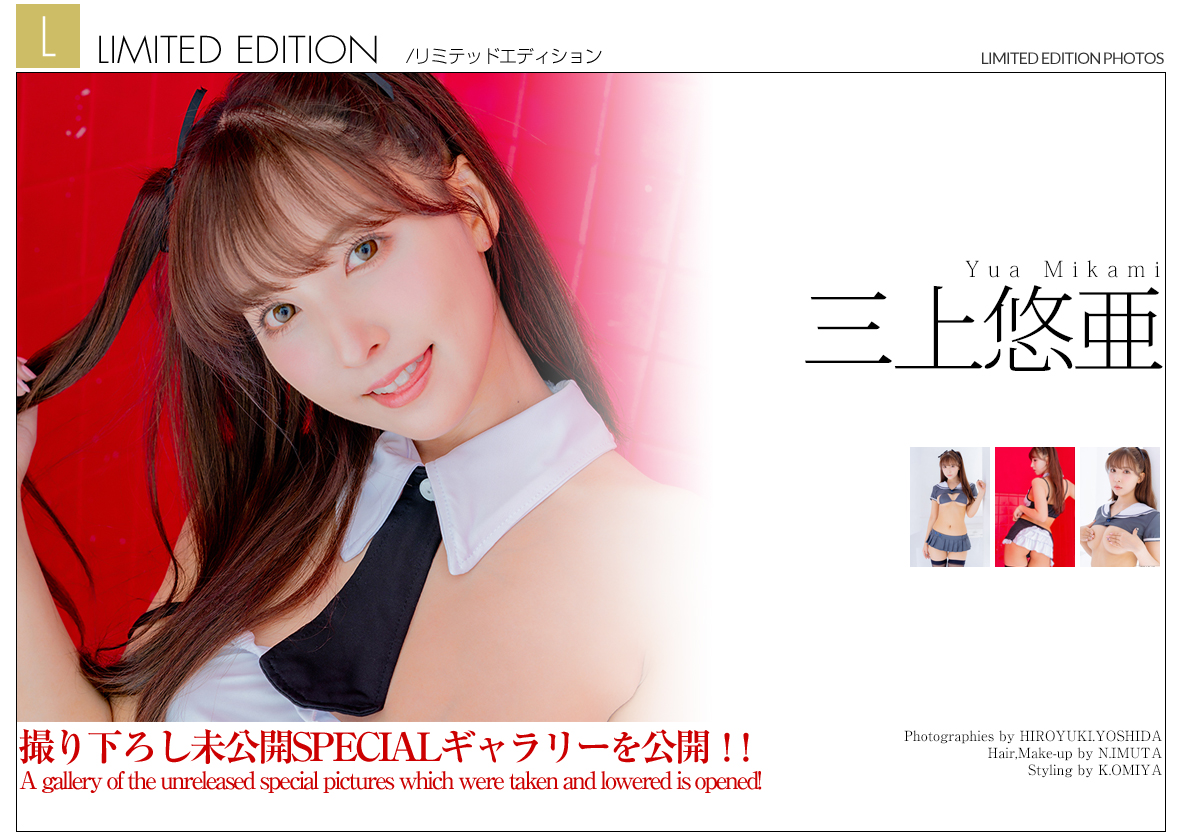 L
LIMITED EDITION /リミテッドエディション
LIMITED EDITION PHOTOS
Yua Mikami
三上悠亜
撮り下ろし未公開SPECIALギャラリーを公開！！
A gallery of the unreleased special pictures which were taken and lowered is opened!
Photographies by HIROYUKI.YOSHIDA
Hair,Make-up by N.IMUTA
Styling by K.OMIYA